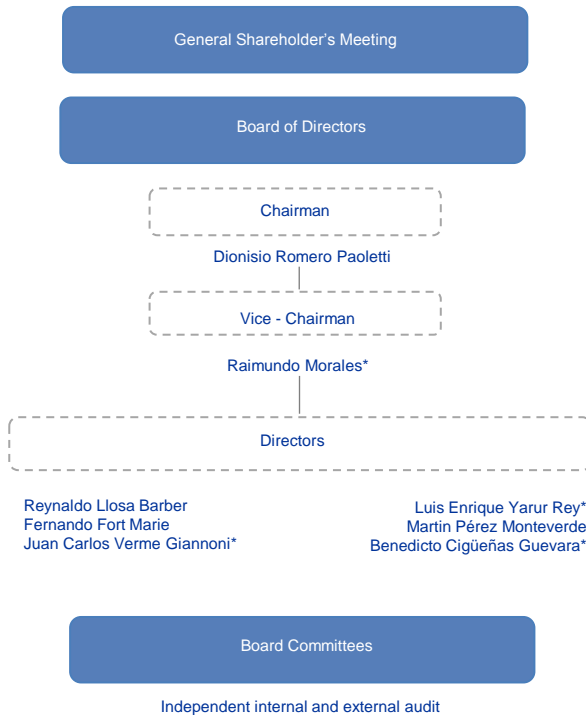 General Shareholder's Meeting
Board of Directors
Chairman
Dionisio Romero Paoletti
Vice - Chairman
Raimundo Morales*
Directors
Reynaldo Llosa Barber
Fernando Fort Marie
Juan Carlos Verme Giannoni*
Luis Enrique Yarur Rey*
Martin Pérez Monteverde
Benedicto Cigüeñas Guevara*
Board Committees
Independent internal and external audit